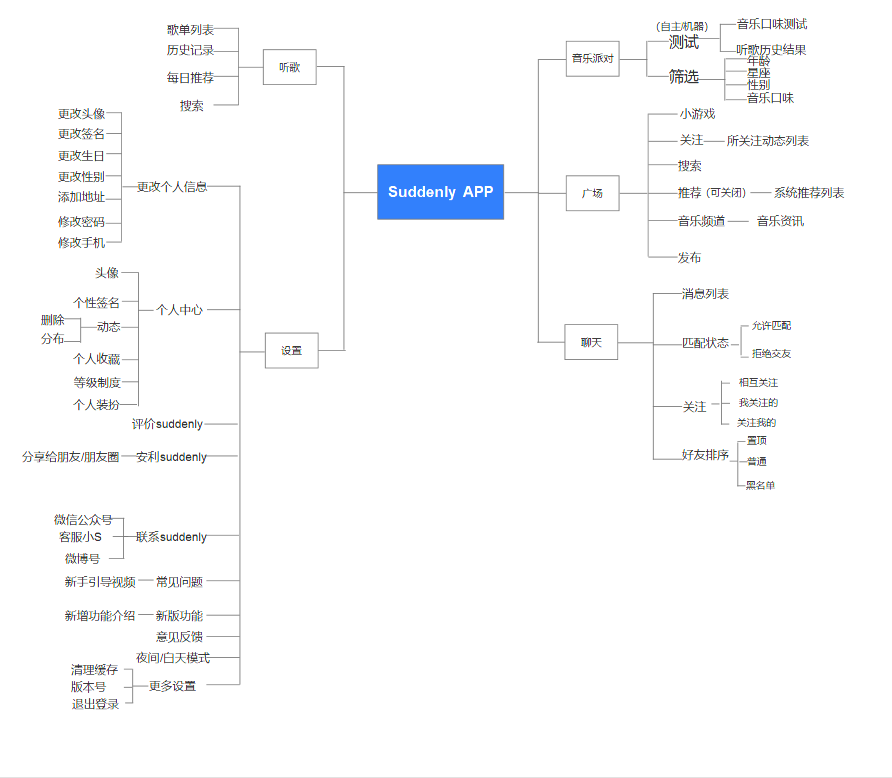 Suddenly APP
听歌
歌单列表
历史记录
每日推荐
搜索
设置
更改个人信息
更改头像
更改签名
更改生日
更改性别
添加地址
修改密码
修改手机
个人中心
头像
个性签名
动态
删除
分布
个人收藏
等级制度
个人装扮
评价suddenly
安利suddenly
分享给朋友/朋友圈
联系suddenly
微信公众号
客服小S
微博号
常见问题
新手引导视频
新版功能
新增功能介绍
意见反馈
夜间/白天模式
更多设置
清理缓存
版本号
退出登录
音乐派对
(自主/机器)
测试
音乐口味测试
听歌历史结果
筛选
年龄
星座
性别
音乐口味
广场
小游戏
关注
所关注动态列表
搜索
推荐（可关闭）
系统推荐列表
音乐频道
音乐资讯
发布
聊天
消息列表
匹配状态
允许匹配
拒绝交友
关注
相互关注
我关注的
关注我的
好友排序
置顶
普通
黑名单